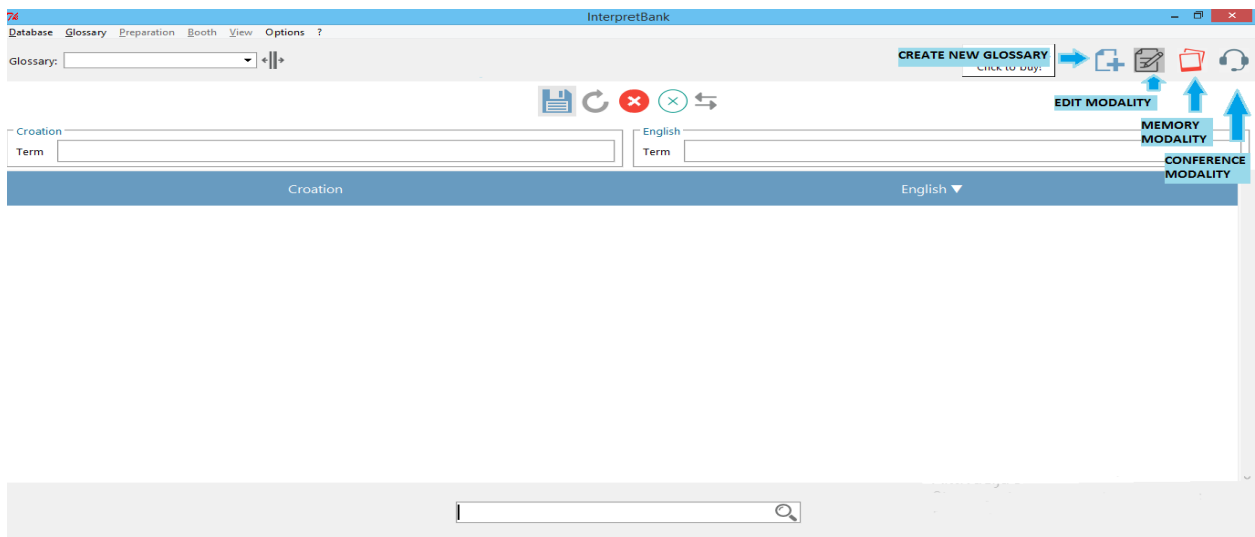 InterpretBank
Database Glossary Preparation Booth View Options ?
Glossary:
CREATE NEW GLOSSARY
Click to buy!
EDIT MODALITY
MEMORY
MODALITY
CONFERENCE
MODALITY
Croation
Term
English
Term
Croation English ▼